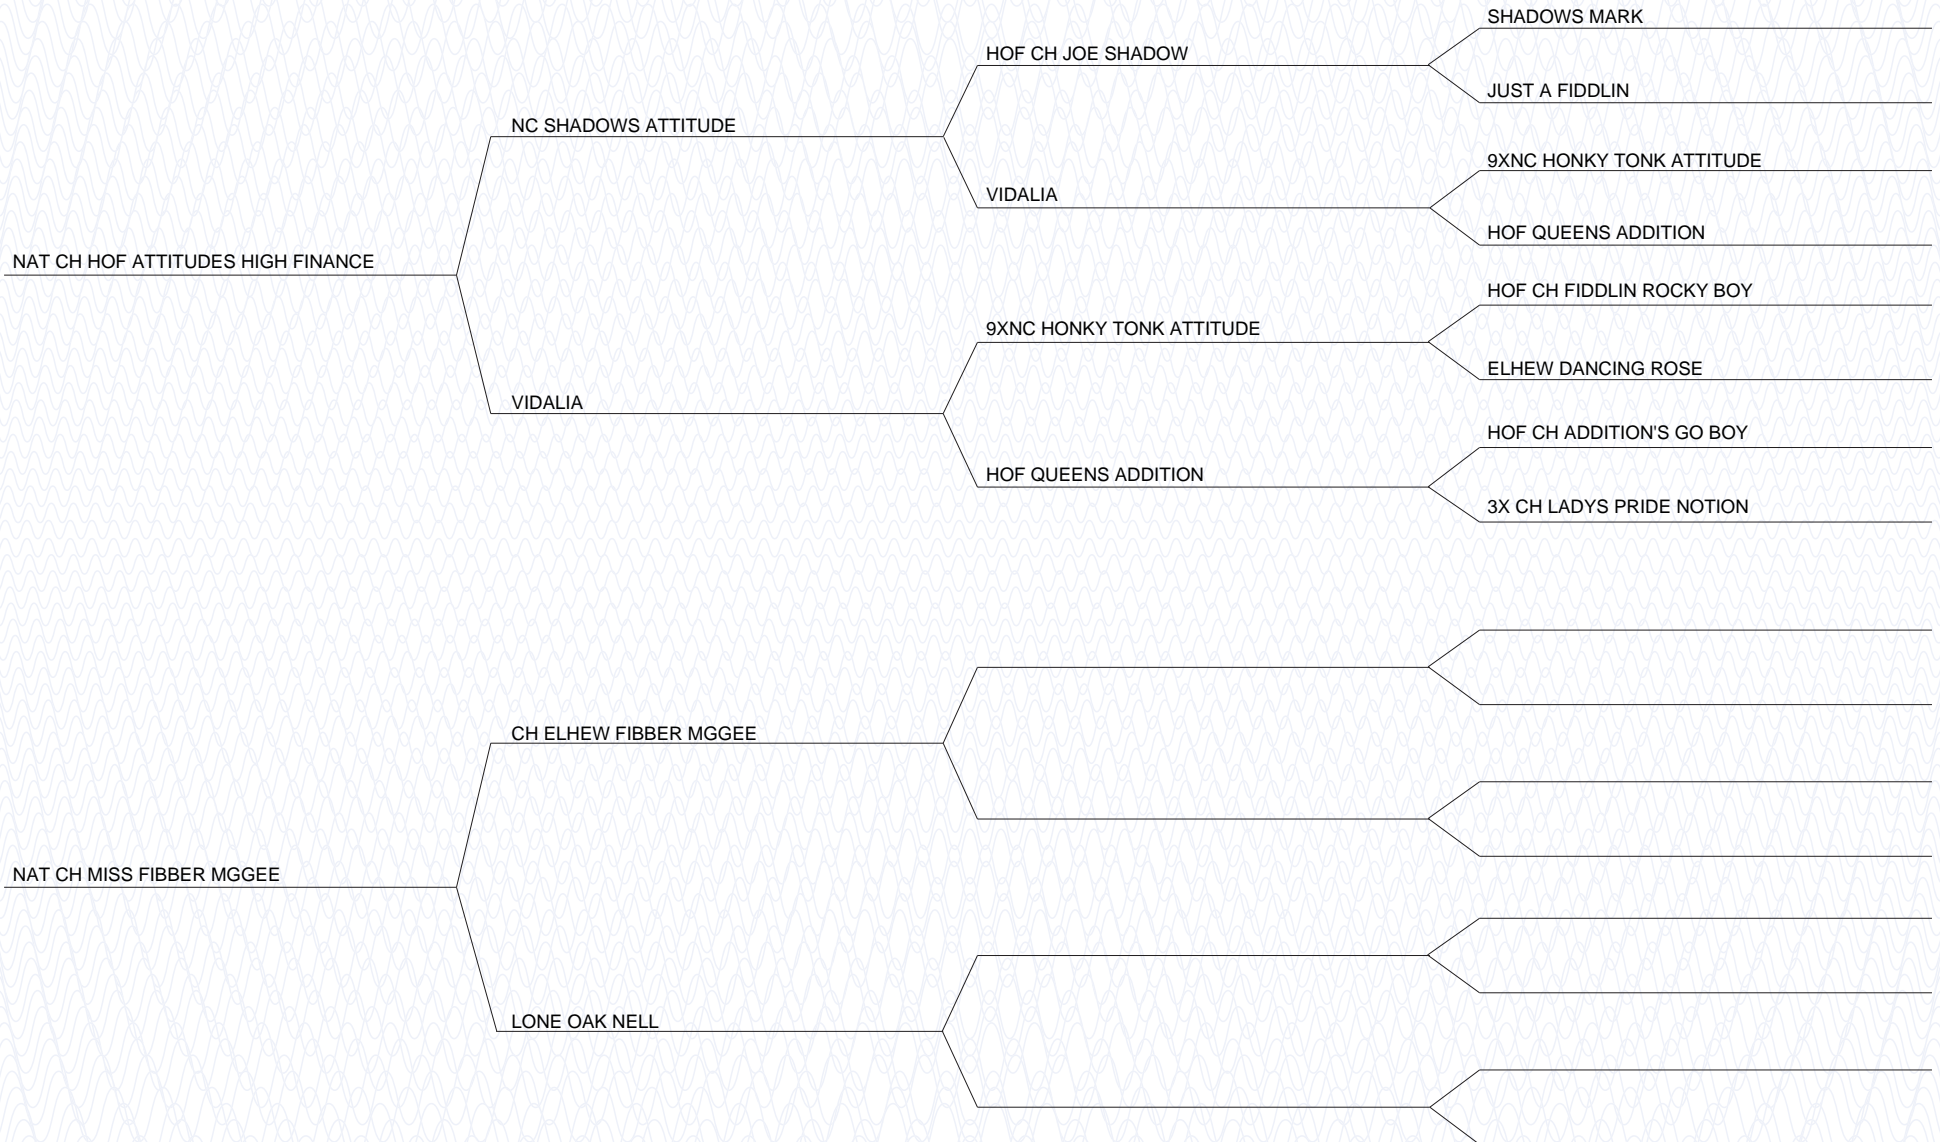 SHADOWS MARK
HOF CH JOE SHADOW
JUST A FIDDLIN
NC SHADOWS ATTITUDE
9XNC HONKY TONK ATTITUDE
VIDALIA
HOF QUEENS ADDITION
NAT CH HOF ATTITUDES HIGH FINANCE
HOF CH FIDDLIN ROCKY BOY
9XNC HONKY TONK ATTITUDE
ELHEW DANCING ROSE
VIDALIA
HOF CH ADDITION'S GO BOY
HOF QUEENS ADDITION
3X CH LADYS PRIDE NOTION
CH ELHEW FIBBER MGGEE
NAT CH MISS FIBBER MGGEE
LONE OAK NELL